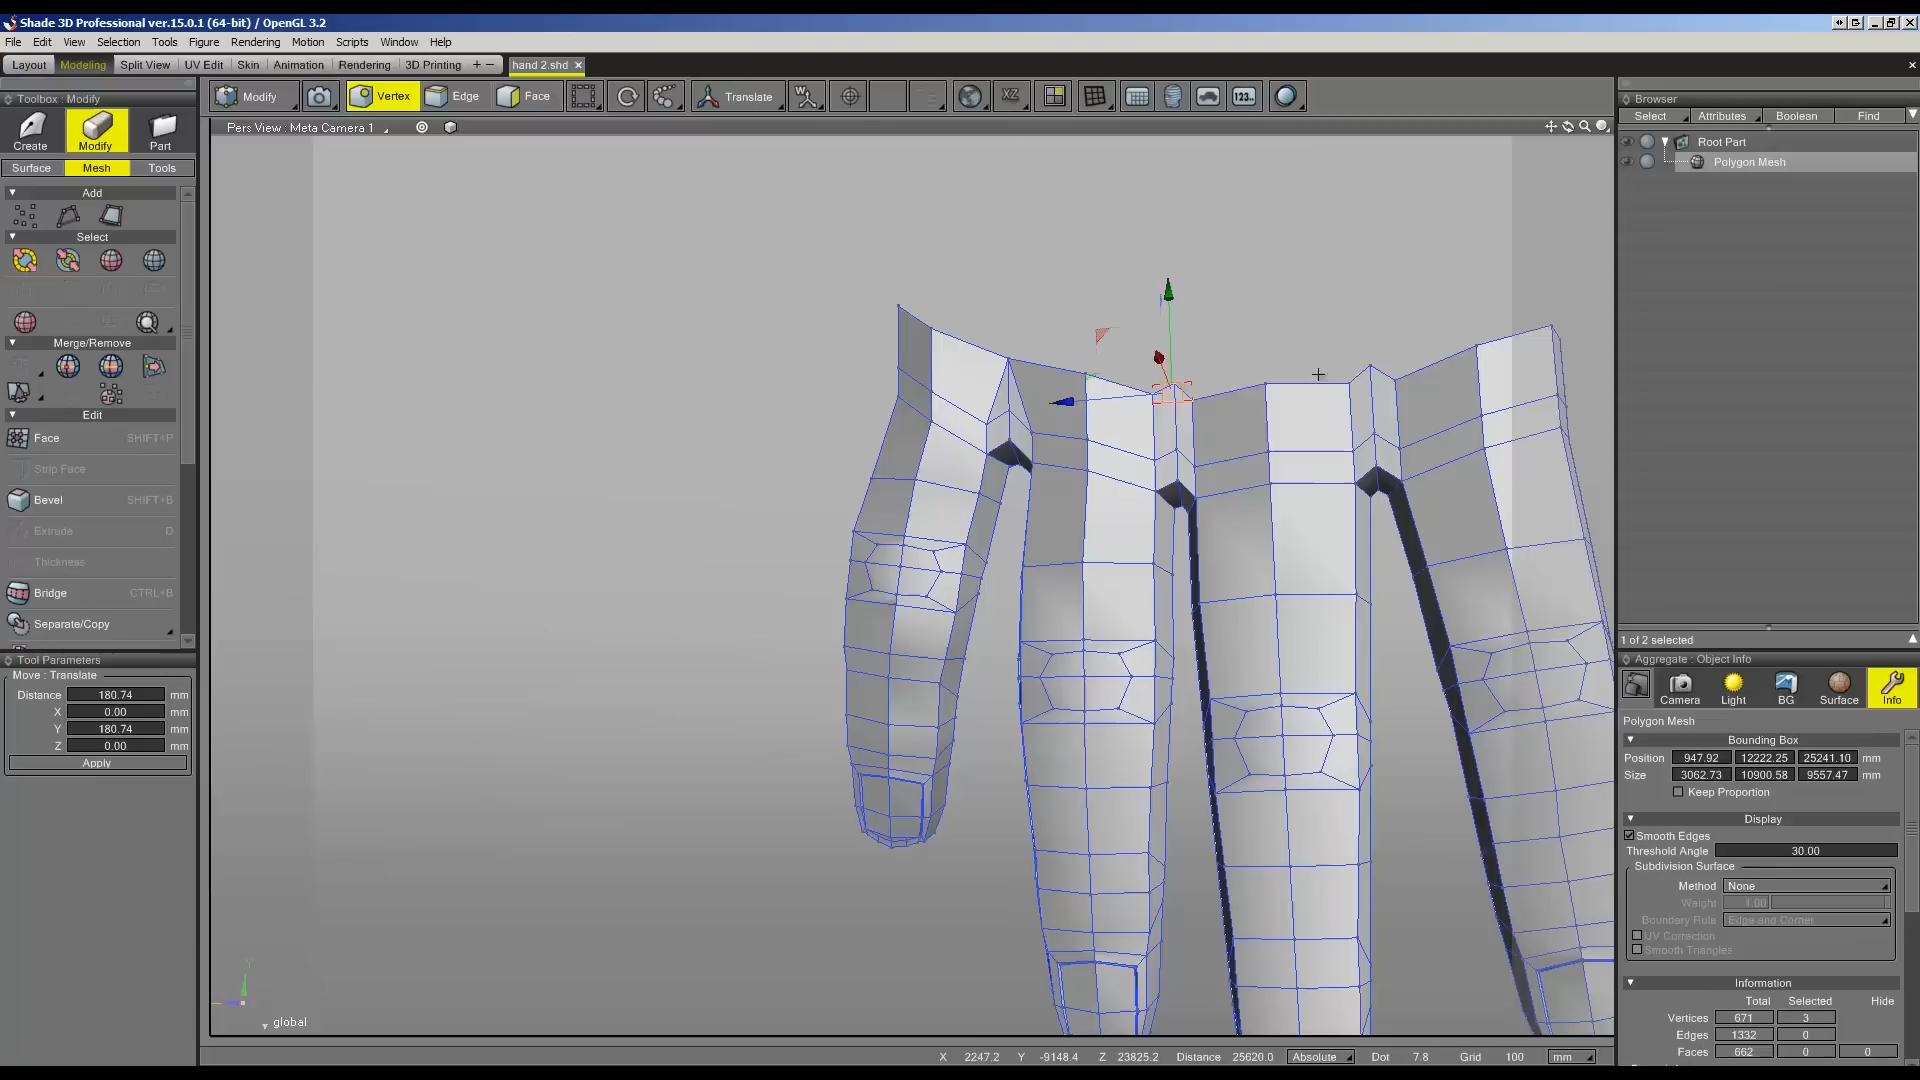 Shade 3D Professional ver.15.0.1 (64-bit) / OpenGL 3.2
File Edit View Selection Tools Figure Rendering Motion Scripts Window Help
Layout Modeling Split View UV Edit Skin Animation Rendering 3D Printing + − hand 2.shd
Toolbox : Modify
Create Modify Part
Surface Mesh Tools
Add
Select
Merge/Remove
Edit
Face SHIFT+P
Strip Face
Bevel SHIFT+B
Extrude D
Thickness
Bridge CTRL+B
Separate/Copy
Tool Parameters
Move : Translate
Distance 180.74 mm
X 0.00 mm
Y 180.74 mm
Z 0.00 mm
Apply
Modify Vertex Edge Face Translate W XZ 123..
Pers View : Meta Camera 1
Y
global
X 2247.2 Y -9148.4 Z 23825.2 Distance 25620.0 Absolute Dot 7.8 Grid 100 mm
Browser
Select Attributes Boolean Find
Root Part
Polygon Mesh
1 of 2 selected
Aggregate : Object Info
Camera Light BG Surface Info
Polygon Mesh
Bounding Box
Position 947.92 12222.25 25241.10 mm
Size 3062.73 10900.58 9557.47 mm
Keep Proportion
Display
Smooth Edges
Threshold Angle 30.00
Subdivision Surface
Method None
Weight 1.00
Boundary Rule Edge and Corner
UV Correction
Smooth Triangles
Information
Total Selected Hide
Vertices 671 3
Edges 1332 0
Faces 662 0 0